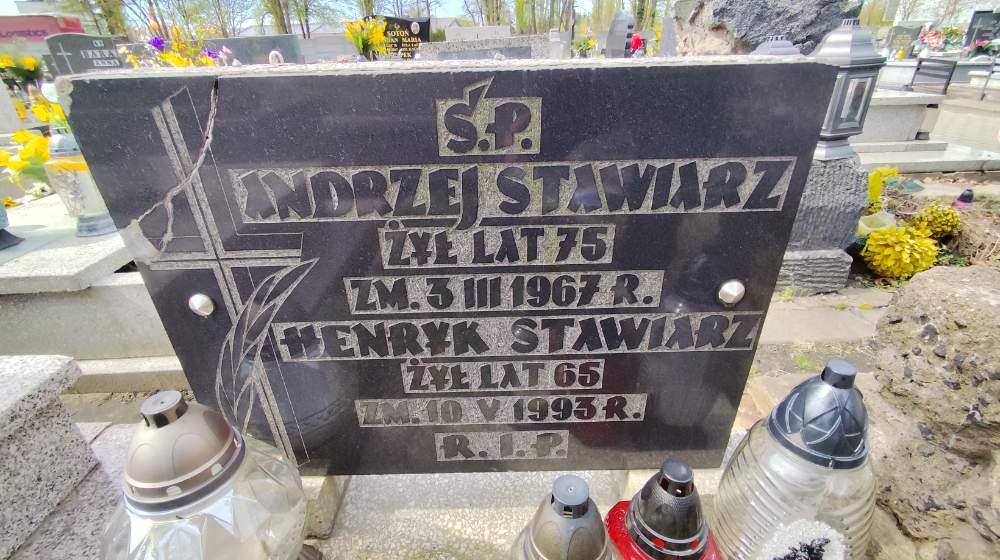 Ś.P.
ANDRZEJ STAWIARZ
ŻYŁ LAT 75
ZM. 3 III 1967 R.
HENRYK STAWIARZ
ŻYŁ LAT 65
ZM. 10 V 1993 R.
R.I.P.